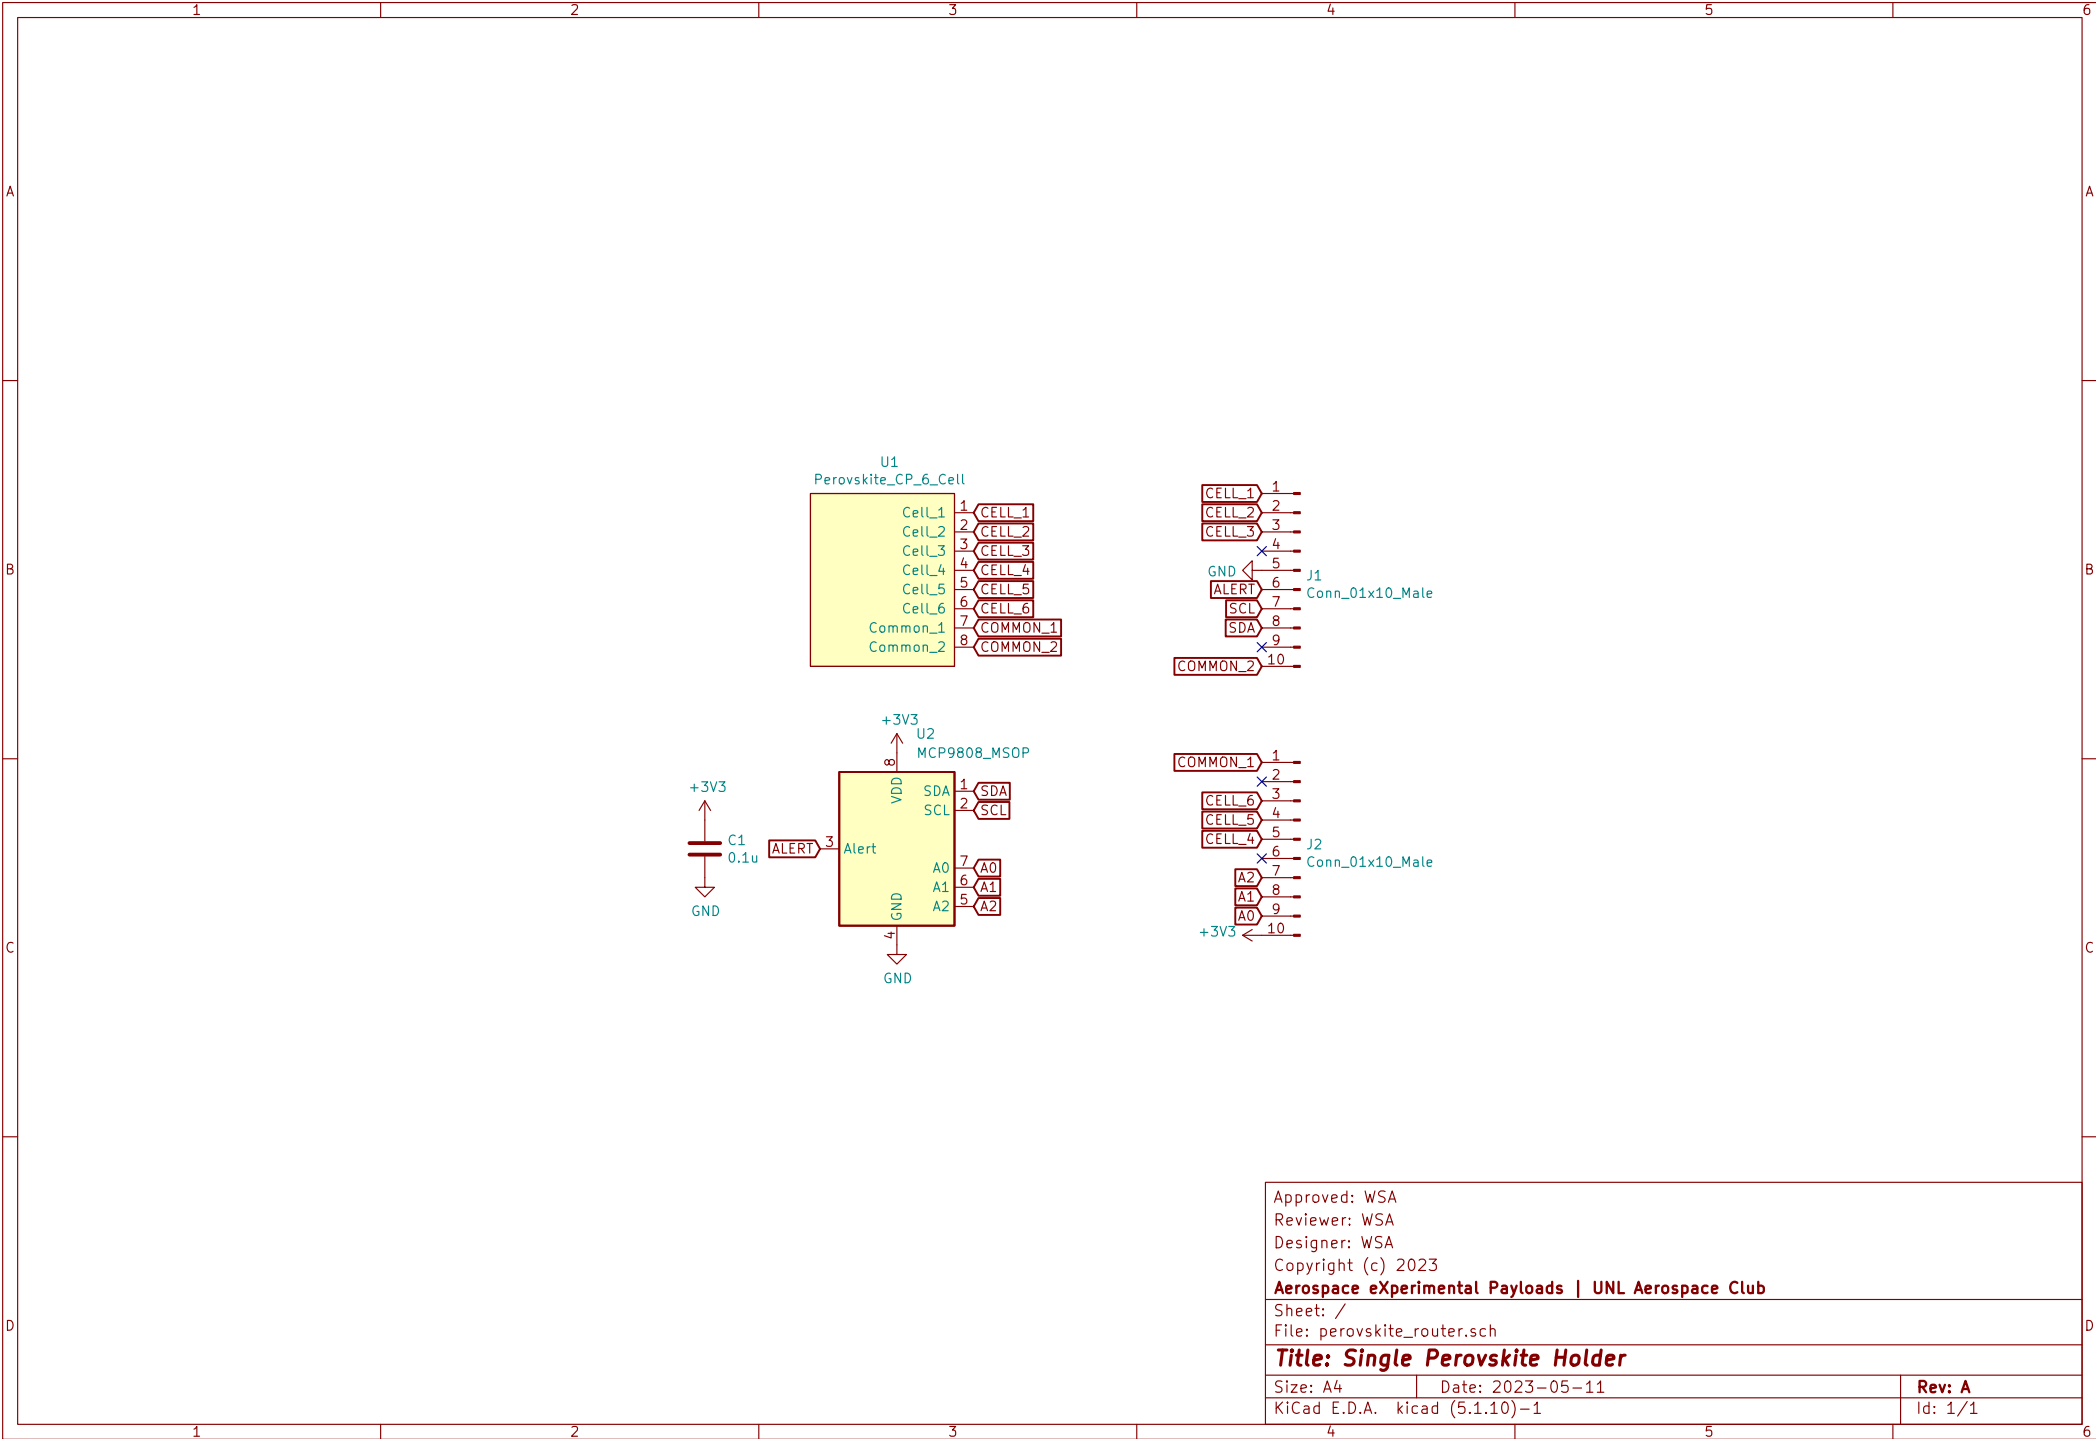 1 2 3 4 5 6
A A
B B
C C
D D
U1
Perovskite_CP_6_Cell
Cell_1 1 CELL_1
Cell_2 2 CELL_2
Cell_3 3 CELL_3
Cell_4 4 CELL_4
Cell_5 5 CELL_5
Cell_6 6 CELL_6
Common_1 7 COMMON_1
Common_2 8 COMMON_2
CELL_1 1
CELL_2 2
CELL_3 3
4
GND 5
ALERT 6
SCL 7
SDA 8
9
COMMON_2 10
J1
Conn_01x10_Male
+3V3
U2
MCP9808_MSOP
8
VDD
SDA 1 SDA
SCL 2 SCL
ALERT 3 Alert
A0 7 A0
A1 6 A1
A2 5 A2
GND
4
GND
+3V3
C1
0.1u
GND
COMMON_1 1
2
CELL_6 3
CELL_5 4
CELL_4 5
6
A2 7
A1 8
A0 9
+3V3 10
J2
Conn_01x10_Male
Approved: WSA
Reviewer: WSA
Designer: WSA
Copyright (c) 2023
Aerospace eXperimental Payloads | UNL Aerospace Club
Sheet: /
File: perovskite_router.sch
Title: Single Perovskite Holder
Size: A4 Date: 2023-05-11 Rev: A
KiCad E.D.A. kicad (5.1.10)-1 Id: 1/1
1 2 3 4 5 6